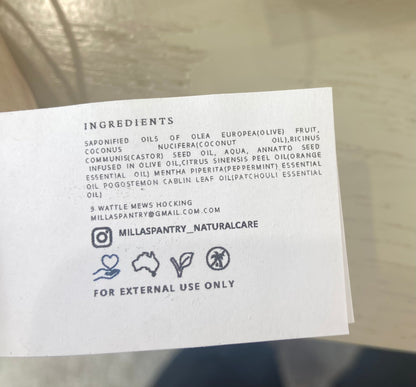 INGREDIENTS
SAPONIFIED OILS OF OLEA EUROPEA(OLIVE) FRUIT,
COCONUS NUCIFERA(COCONUT OIL),RICINUS
COMMUNIS(CASTOR) SEED OIL, AQUA, ANNATTO SEED
INFUSED IN OLIVE OIL,CITRUS SINENSIS PEEL OIL(ORANGE
ESSENTIAL OIL) MENTHA PIPERITA(PEPPERMINT) ESSENTIAL
OIL POGOSTEMON CABLIN LEAF OIL(PATCHOULI ESSENTIAL
OIL)
9 WATTLE MEWS HOCKING
MILLASPANTRY@GMAIL.COM.COM
MILLASPANTRY_NATURALCARE
FOR EXTERNAL USE ONLY